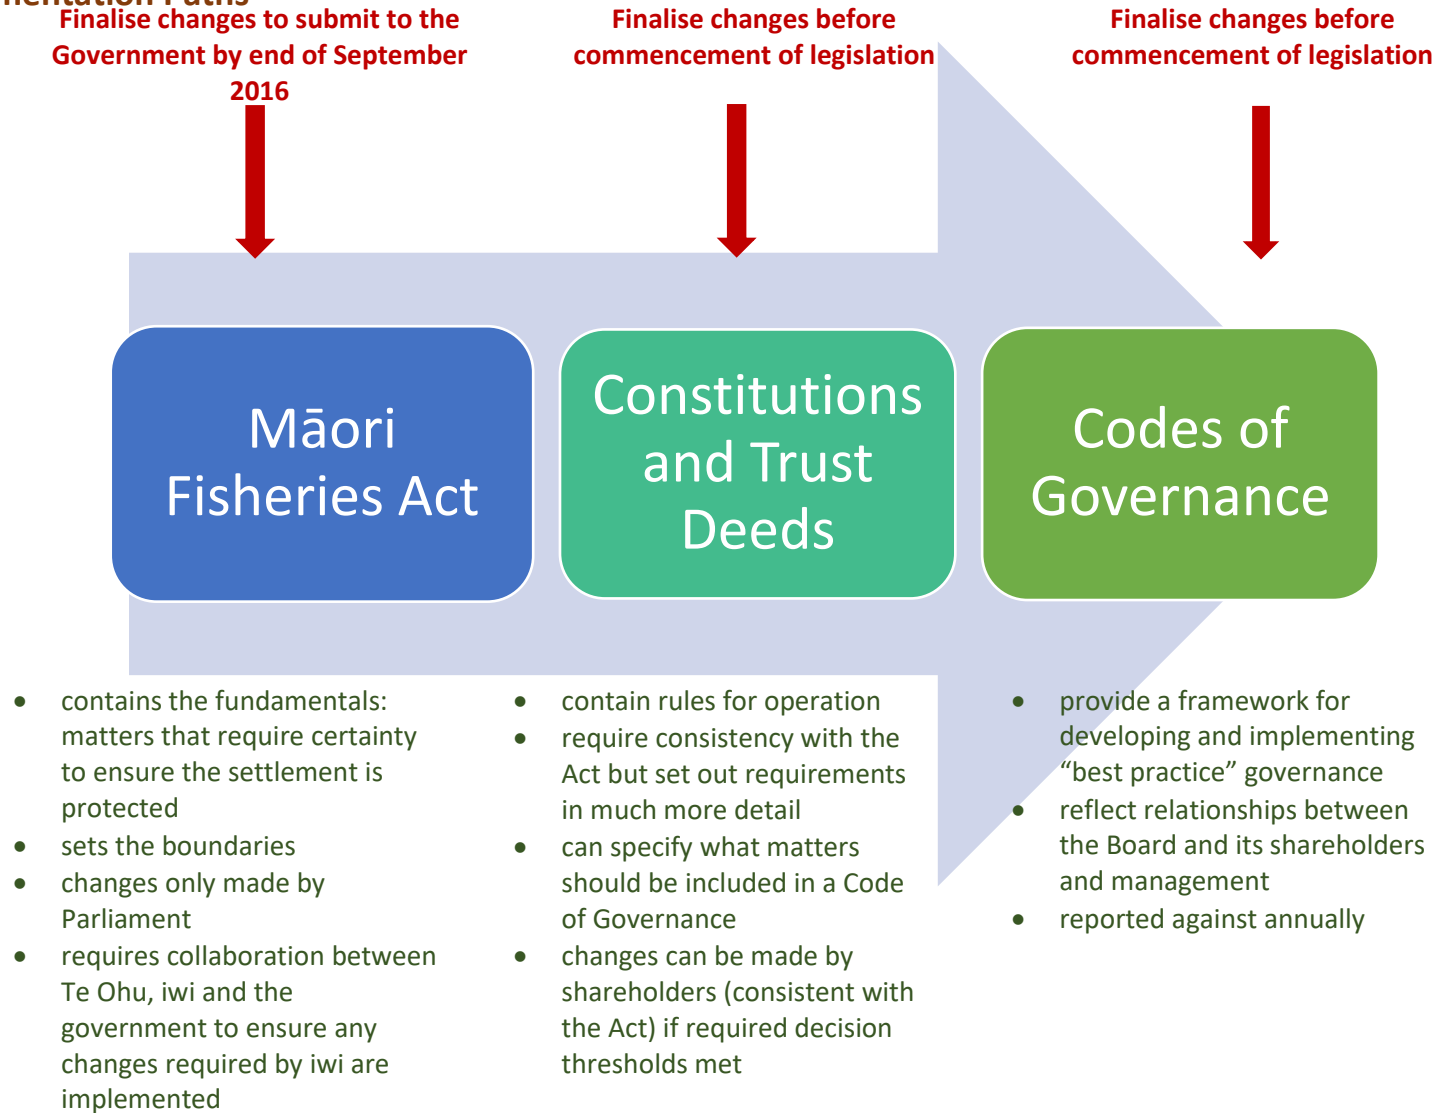 Finalise changes to submit to the
Government by end of September
2016
Finalise changes before
commencement of legislation
Finalise changes before
commencement of legislation
Māori
Fisheries Act
Constitutions
and Trust
Deeds
Codes of
Governance
• contains the fundamentals:
matters that require certainty
to ensure the settlement is
protected
• sets the boundaries
• changes only made by
Parliament
• requires collaboration between
Te Ohu, iwi and the
government to ensure any
changes required by iwi are
implemented
• contain rules for operation
• require consistency with the
Act but set out requirements
in much more detail
• can specify what matters
should be included in a Code
of Governance
• changes can be made by
shareholders (consistent with
the Act) if required decision
thresholds met
• provide a framework for
developing and implementing
“best practice” governance
• reflect relationships between
the Board and its shareholders
and management
• reported against annually